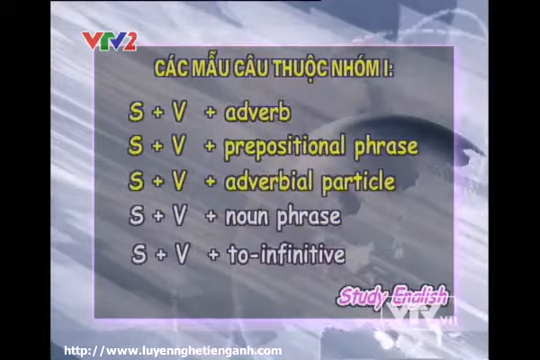 VTV2
CÁC MẪU CÂU THUỘC NHÓM I:
S + V + adverb
S + V + prepositional phrase
S + V + adverbial particle
S + V + noun phrase
S + V + to-infinitive
Study English
VTV
http://www.luyennghetienganh.com